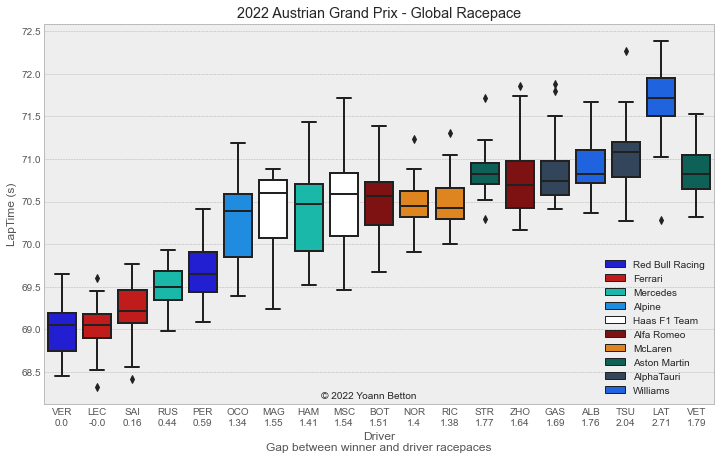 2022 Austrian Grand Prix - Global Racepace
LapTime (s)
72.5
72.0
71.5
71.0
70.5
70.0
69.5
69.0
68.5
Red Bull Racing
Ferrari
Mercedes
Alpine
Haas F1 Team
Alfa Romeo
McLaren
Aston Martin
AlphaTauri
Williams
© 2022 Yoann Betton
VER LEC SAI RUS PER OCO MAG HAM MSC BOT NOR RIC STR ZHO GAS ALB TSU LAT VET
0.0 -0.0 0.16 0.44 0.59 1.34 1.55 1.41 1.54 1.51 1.4 1.38 1.77 1.64 1.69 1.76 2.04 2.71 1.79
Driver
Gap between winner and driver racepaces